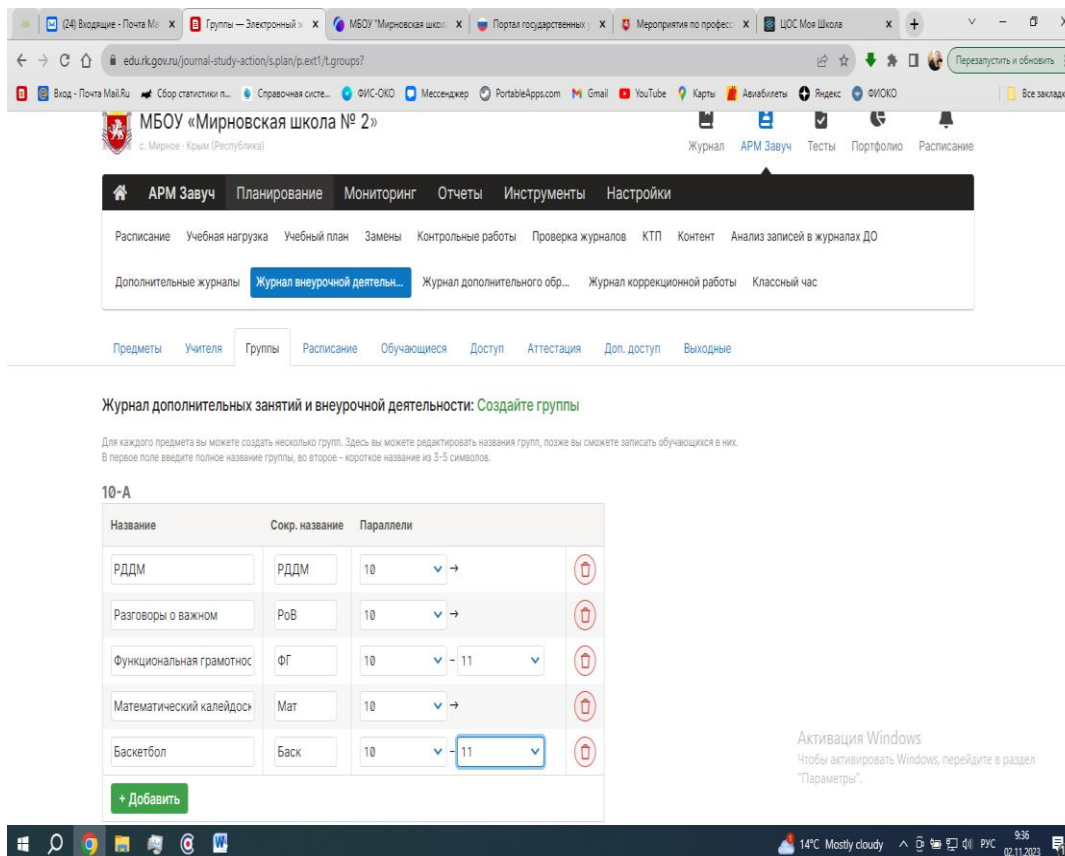 (24) Входящие - Почта Ma
Группы — Электронный ж
МБОУ "Мирновская школ
Портал государственных
Мероприятия по професс
ЦОС Моя Школа
edu.rk.gov.ru/journal-study-action/s.plan/p.ext1/t.groups?
Перезапустить и обновить
Вход - Почта Mail.Ru Сбор статистики п... Справочная систе... ФИС-ОКО Мессенджер PortableApps.com Gmail YouTube Карты Авиабилеты Яндекс ФИОКО Все заклад
МБОУ «Мирновская школа № 2»
с. Мирное - Крым (Республика)
Журнал АРМ Завуч Тесты Портфолио Расписание
АРМ Завуч Планирование Мониторинг Отчеты Инструменты Настройки
Расписание Учебная нагрузка Учебный план Замены Контрольные работы Проверка журналов КТП Контент Анализ записей в журналах ДО
Дополнительные журналы Журнал внеурочной деятельн... Журнал дополнительного обр... Журнал коррекционной работы Классный час
Предметы Учителя Группы Расписание Обучающиеся Доступ Аттестация Доп. доступ Выходные
Журнал дополнительных занятий и внеурочной деятельности: Создайте группы
Для каждого предмета вы можете создать несколько групп. Здесь вы можете редактировать названия групп, позже вы сможете записать обучающихся в них.
В первое поле введите полное название группы, во второе – короткое название из 3-5 символов.
10-А
Название Сокр. название Параллели
РДДМ РДДМ 10 →
Разговоры о важном РоВ 10 →
Функциональная грамотнос ФГ 10 – 11
Математический калейдоск Мат 10 →
Баскетбол Баск 10 – 11
+ Добавить
Активация Windows
Чтобы активировать Windows, перейдите в раздел
"Параметры".
14°C Mostly cloudy РУС 9:36
02.11.2023